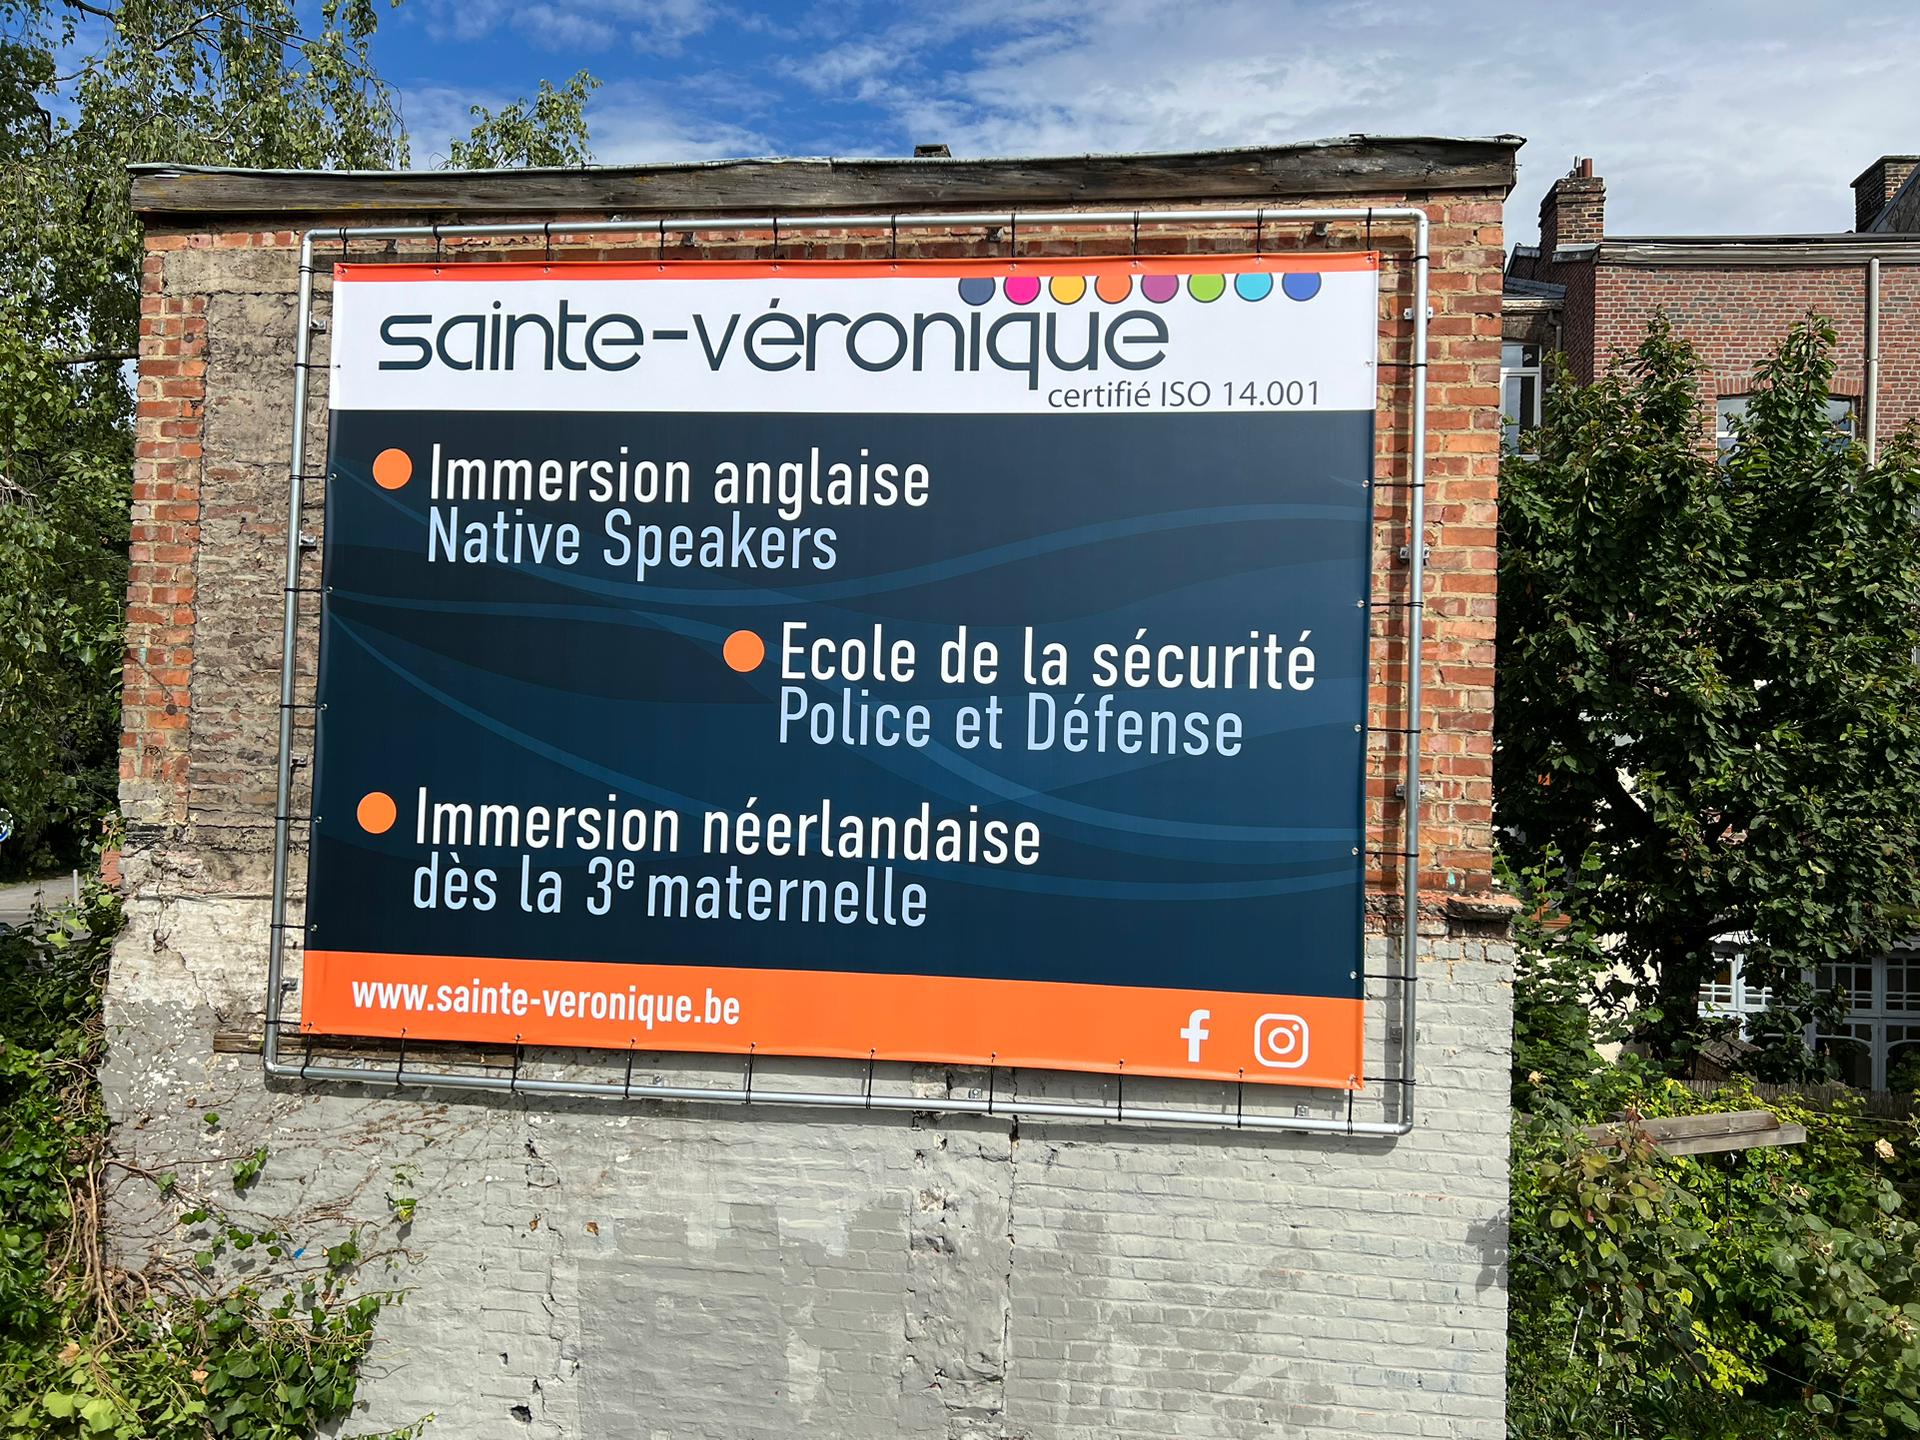 sainte-véronique
certifié ISO 14.001
Immersion anglaise
Native Speakers
Ecole de la sécurité
Police et Défense
Immersion néerlandaise
dès la 3e maternelle
www.sainte-veronique.be